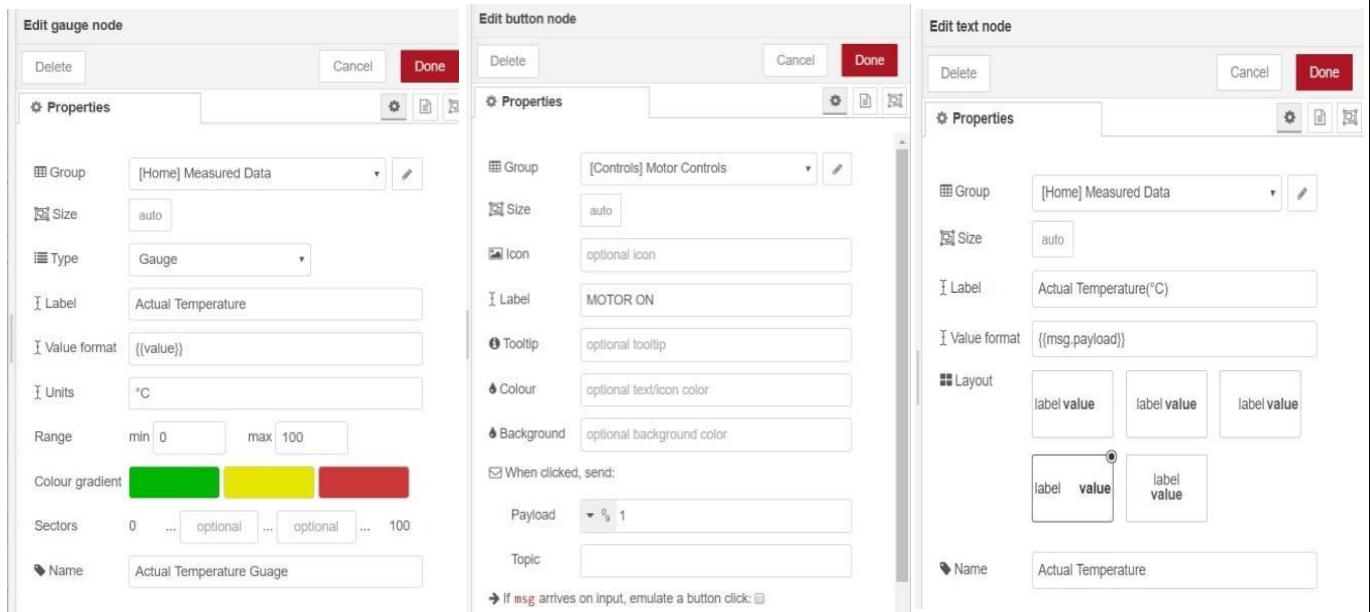 Edit gauge node
Delete
Cancel
Done
Properties
Group
[Home] Measured Data
Size
auto
Type
Gauge
Label
Actual Temperature
Value format
{{value}}
Units
°C
Range
min 0
max 100
Colour gradient
Sectors
0 ... optional ... optional ... 100
Name
Actual Temperature Guage
Edit button node
Delete
Cancel
Done
Properties
Group
[Controls] Motor Controls
Size
auto
Icon
optional icon
Label
MOTOR ON
Tooltip
optional tooltip
Colour
optional text/icon color
Background
optional background color
When clicked, send:
Payload
0 9 1
Topic
If msg arrives on input, emulate a button click:
Edit text node
Delete
Cancel
Done
Properties
Group
[Home] Measured Data
Size
auto
Label
Actual Temperature(°C)
Value format
{{msg.payload}}
Layout
label value
label value
label value
label value
label
value
Name
Actual Temperature